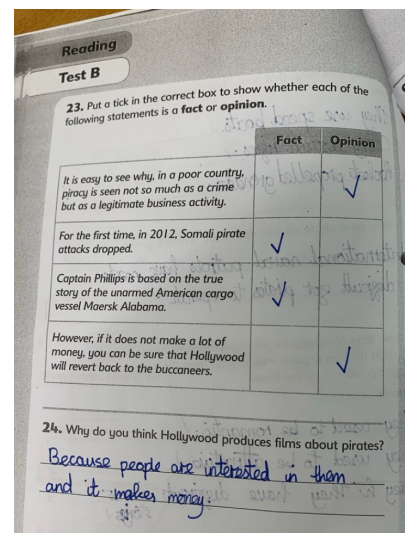 Reading
Test B
23. Put a tick in the correct box to show whether each of the
following statements is a fact or opinion.
Fact Opinion
It is easy to see why, in a poor country,
piracy is seen not so much as a crime
but as a legitimate business activity.
For the first time, in 2012, Somali pirate
attacks dropped.
Captain Phillips is based on the true
story of the unarmed American cargo
vessel Maersk Alabama.
However, if it does not make a lot of
money, you can be sure that Hollywood
will revert back to the buccaneers.
24. Why do you think Hollywood produces films about pirates?
Because people are interested in them
and it makes money.